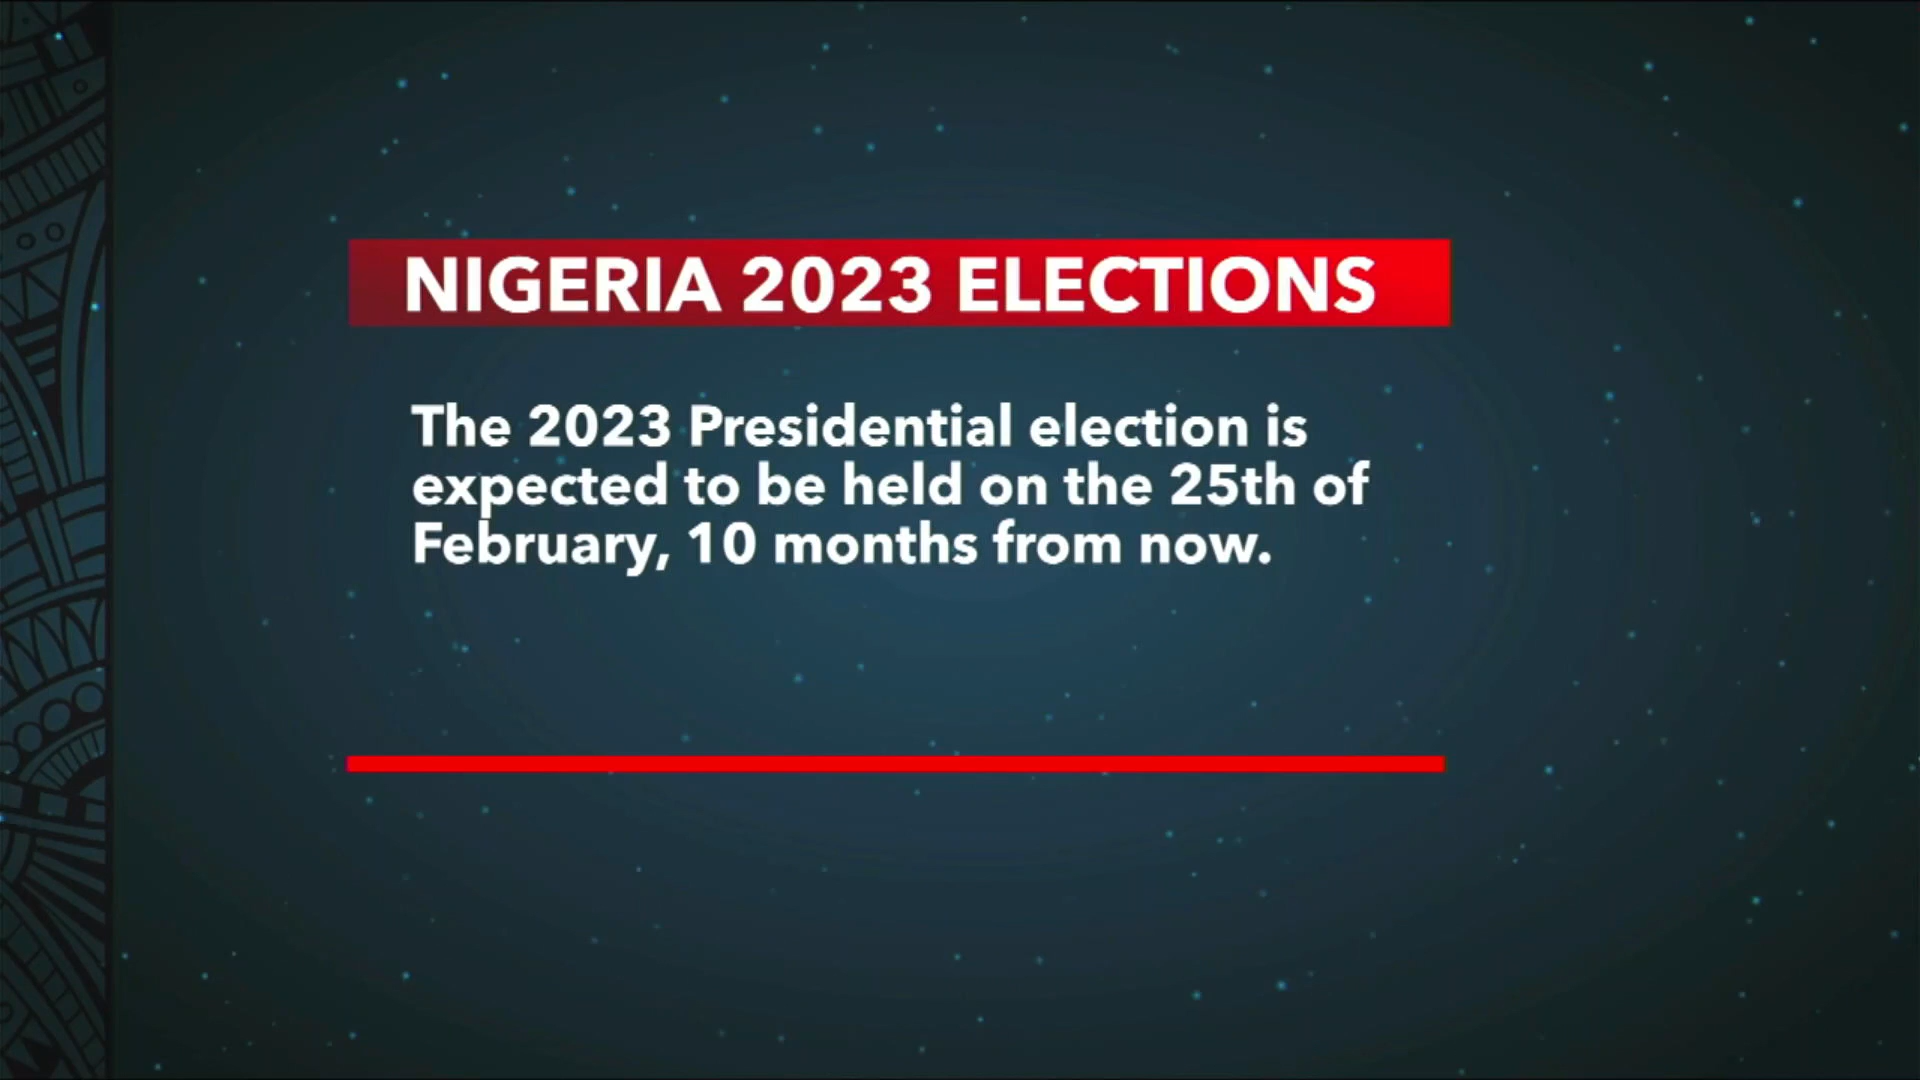 NIGERIA 2023 ELECTIONS
The 2023 Presidential election is
expected to be held on the 25th of
February, 10 months from now.